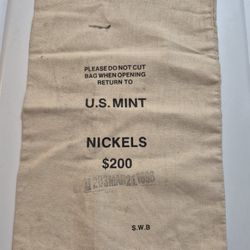 PLEASE DO NOT CUT
BAG WHEN OPENING
RETURN TO
U.S. MINT
NICKELS
$200
S.W.B